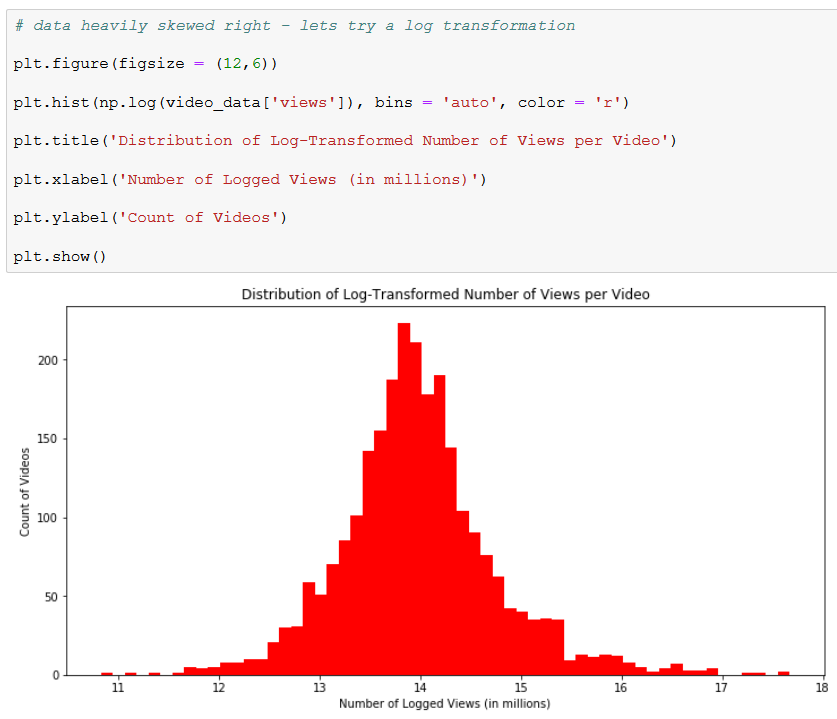 # data heavily skewed right - lets try a log transformation
plt.figure(figsize = (12,6))
plt.hist(np.log(video_data['views']), bins = 'auto', color = 'r')
plt.title('Distribution of Log-Transformed Number of Views per Video')
plt.xlabel('Number of Logged Views (in millions)')
plt.ylabel('Count of Videos')
plt.show()
Distribution of Log-Transformed Number of Views per Video
Count of Videos
200
150
100
50
0
11 12 13 14 15 16 17 18
Number of Logged Views (in millions)